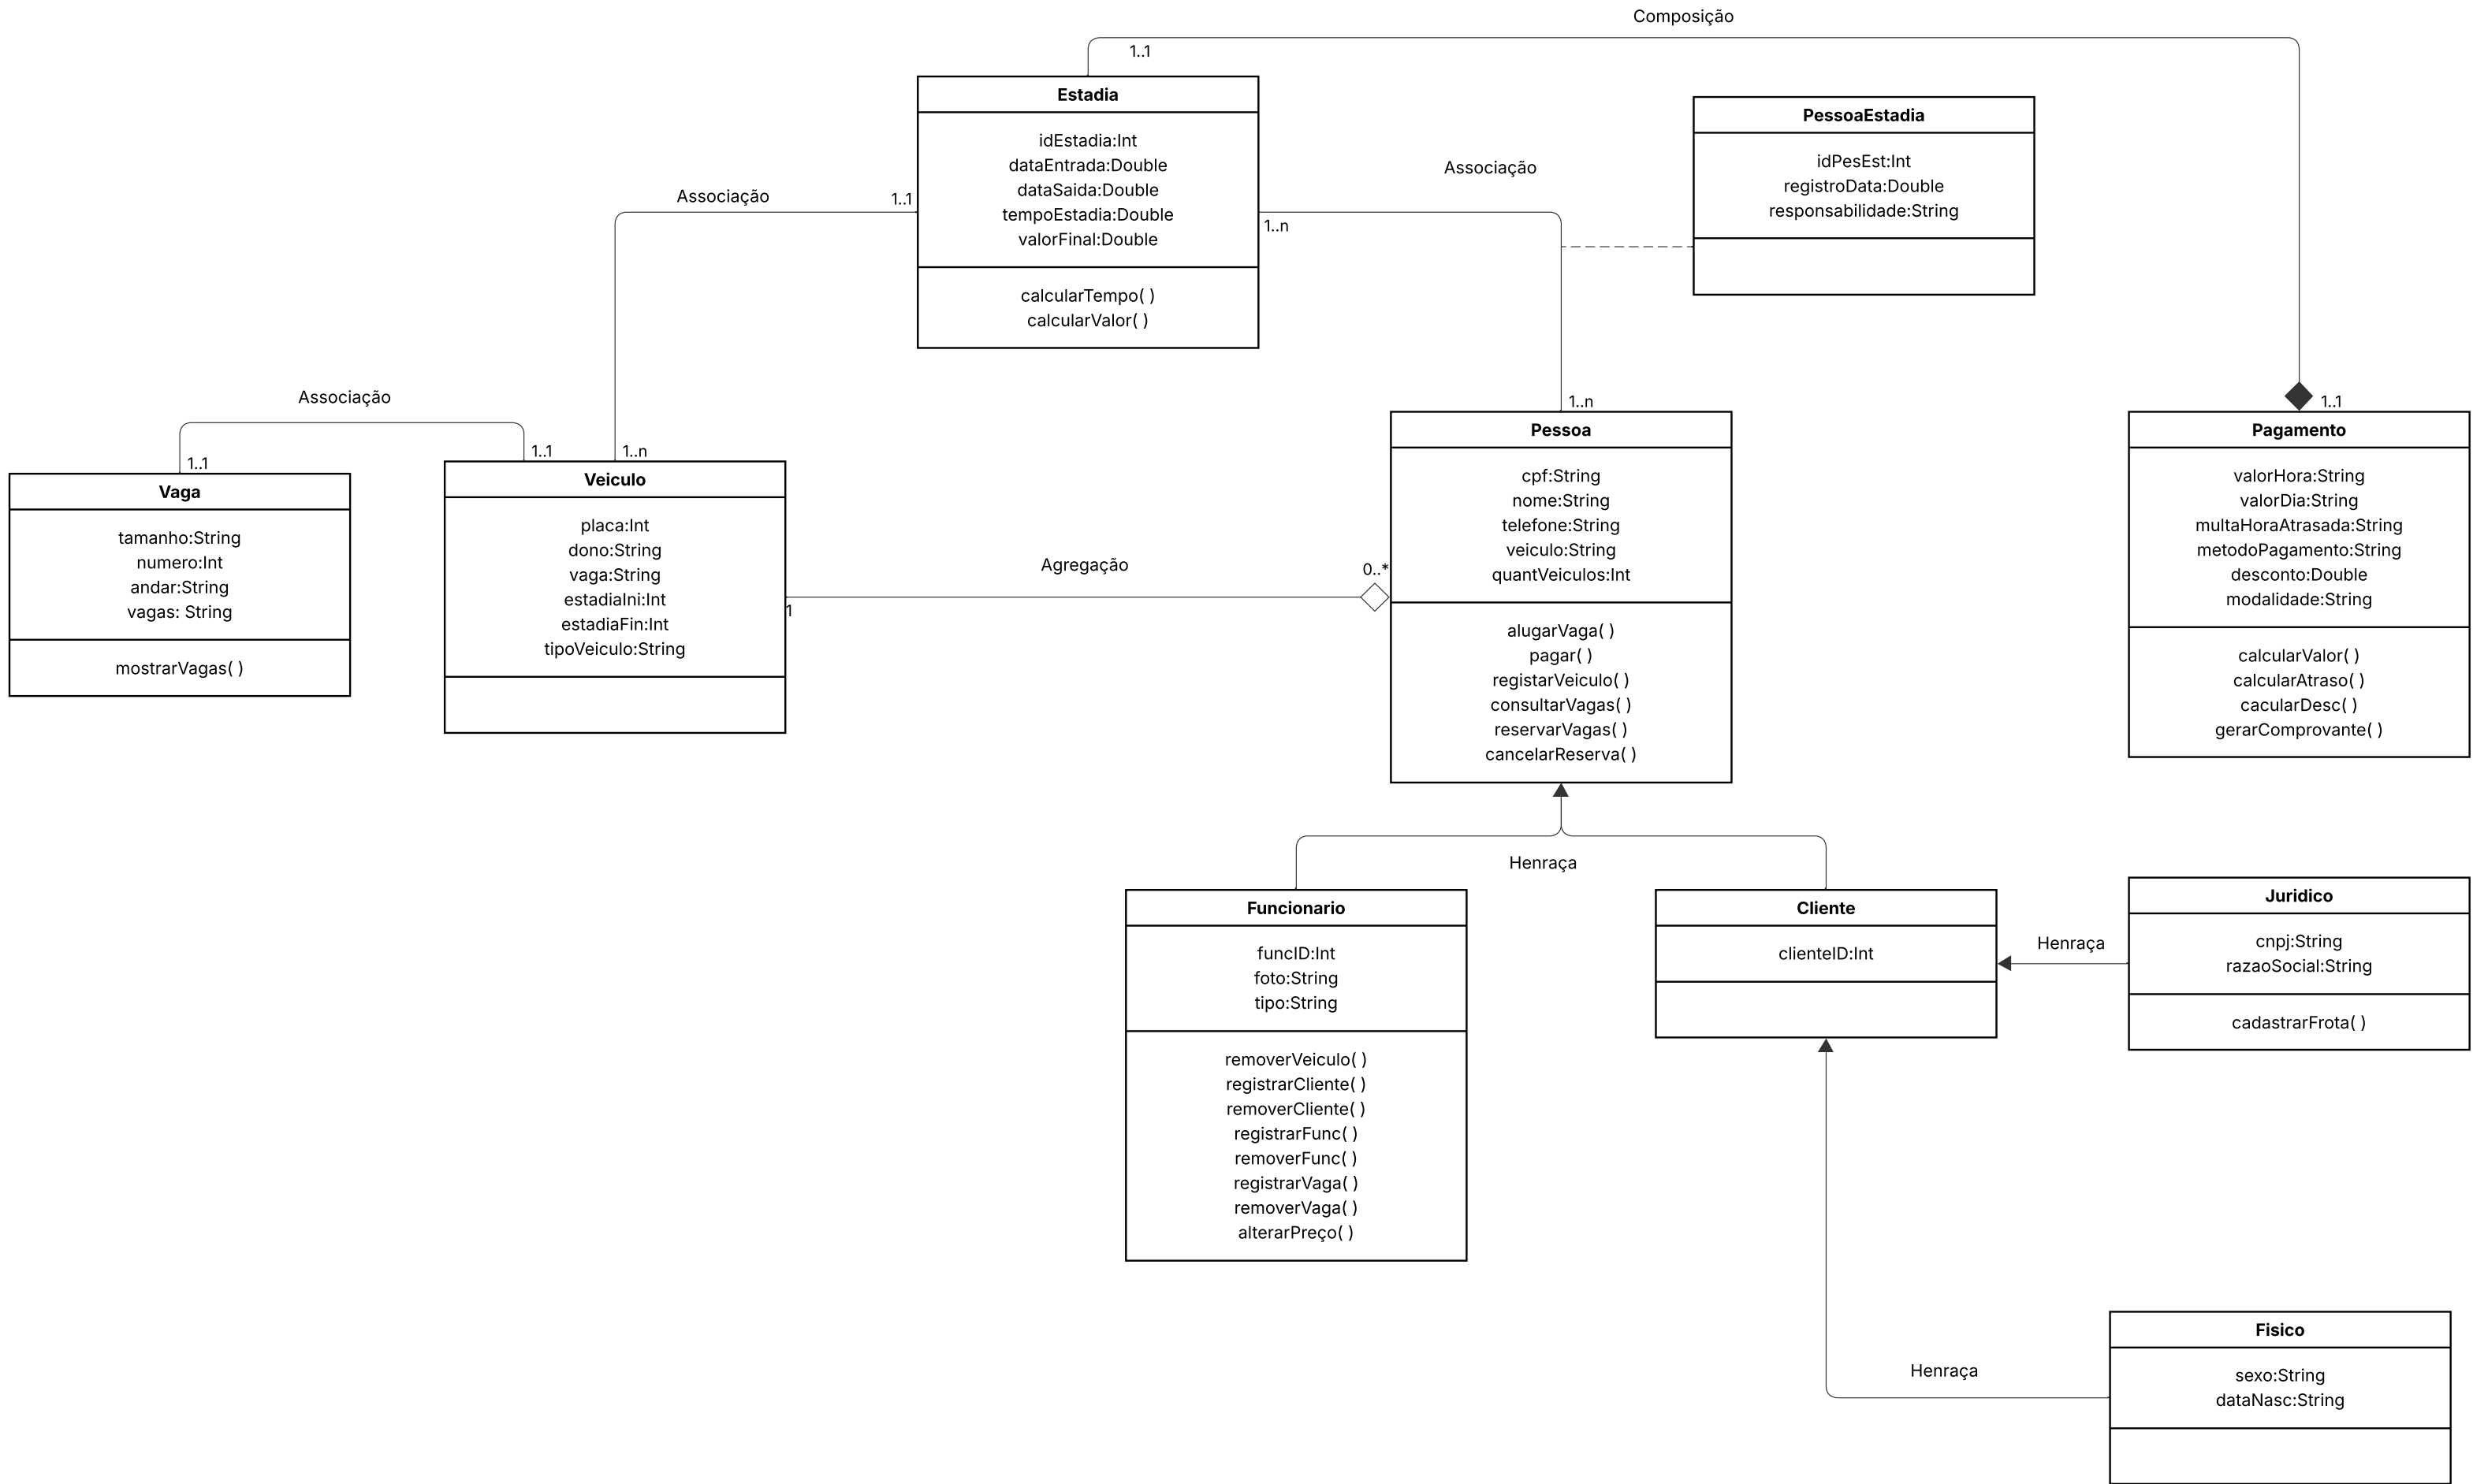 Composição
1..1
Estadia
idEstadia:Int
dataEntrada:Double
dataSaida:Double
tempoEstadia:Double
valorFinal:Double
calcularTempo( )
calcularValor( )
PessoaEstadia
idPesEst:Int
registroData:Double
responsabilidade:String
Associação
1..n
1..n
Associação
1..1
1..n
Associação
1..1
1..1
Vaga
tamanho:String
numero:Int
andar:String
vagas: String
mostrarVagas( )
Veiculo
placa:Int
dono:String
vaga:String
estadiaIni:Int
estadiaFin:Int
tipoVeiculo:String
Agregação
1
0..*
Pessoa
cpf:String
nome:String
telefone:String
veiculo:String
quantVeiculos:Int
alugarVaga( )
pagar( )
registarVeiculo( )
consultarVagas( )
reservarVagas( )
cancelarReserva( )
1..1
Pagamento
valorHora:String
valorDia:String
multaHoraAtrasada:String
metodoPagamento:String
desconto:Double
modalidade:String
calcularValor( )
calcularAtraso( )
cacularDesc( )
gerarComprovante( )
Henraça
Funcionario
funcID:Int
foto:String
tipo:String
removerVeiculo( )
registrarCliente( )
removerCliente( )
registrarFunc( )
removerFunc( )
registrarVaga( )
removerVaga( )
alterarPreço( )
Cliente
clienteID:Int
Henraça
Juridico
cnpj:String
razaoSocial:String
cadastrarFrota( )
Henraça
Fisico
sexo:String
dataNasc:String